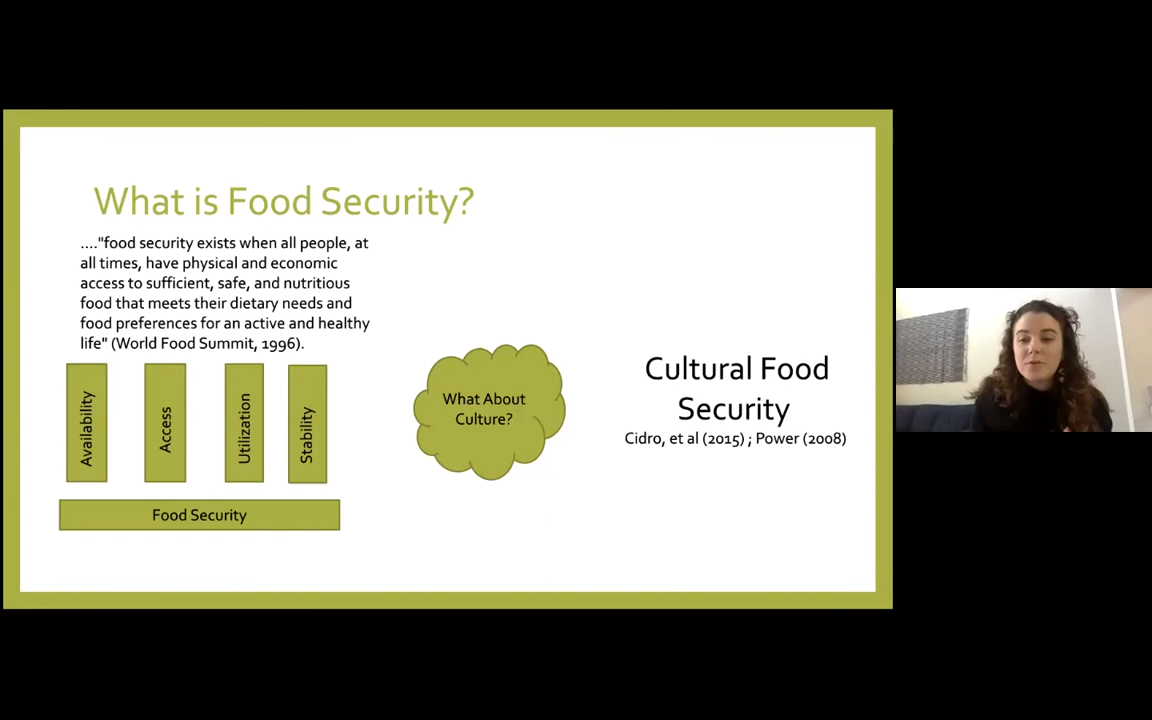 What is Food Security?
...."food security exists when all people, at
all times, have physical and economic
access to sufficient, safe, and nutritious
food that meets their dietary needs and
food preferences for an active and healthy
life" (World Food Summit, 1996).
Availability
Access
Utilization
Stability
Food Security
What About
Culture?
Cultural Food
Security
Cidro, et al (2015) ; Power (2008)